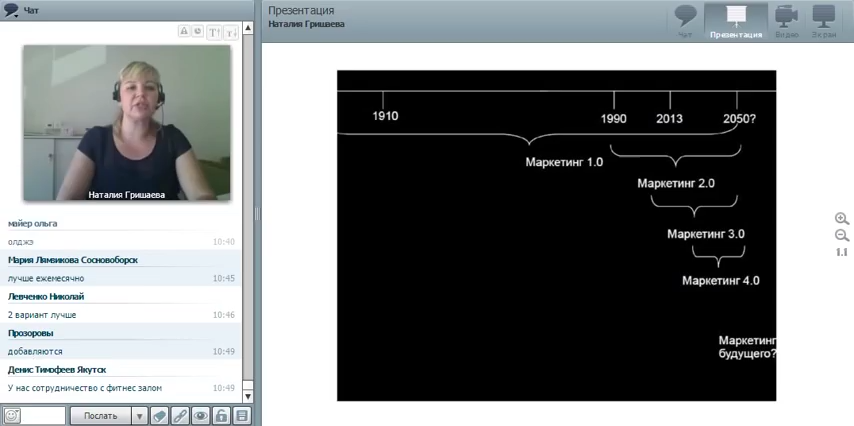 Чат
Наталия Гришаева
майер ольга
олджэ 10:40
Мария Лямзикова Сосновоборск
лучше ежемесячно 10:45
Левченко Николай
2 вариант лучше 10:46
Прозоровы
добавляются 10:49
Денис Тимофеев Якутск
У нас сотрудничество с фитнес залом 10:49
Послать
Презентация
Наталия Гришаева
Чат
Презентация
Видео
Экран
1910
1990
2013
2050?
Маркетинг 1.0
Маркетинг 2.0
Маркетинг 3.0
Маркетинг 4.0
Маркетинг
будущего?
1:1